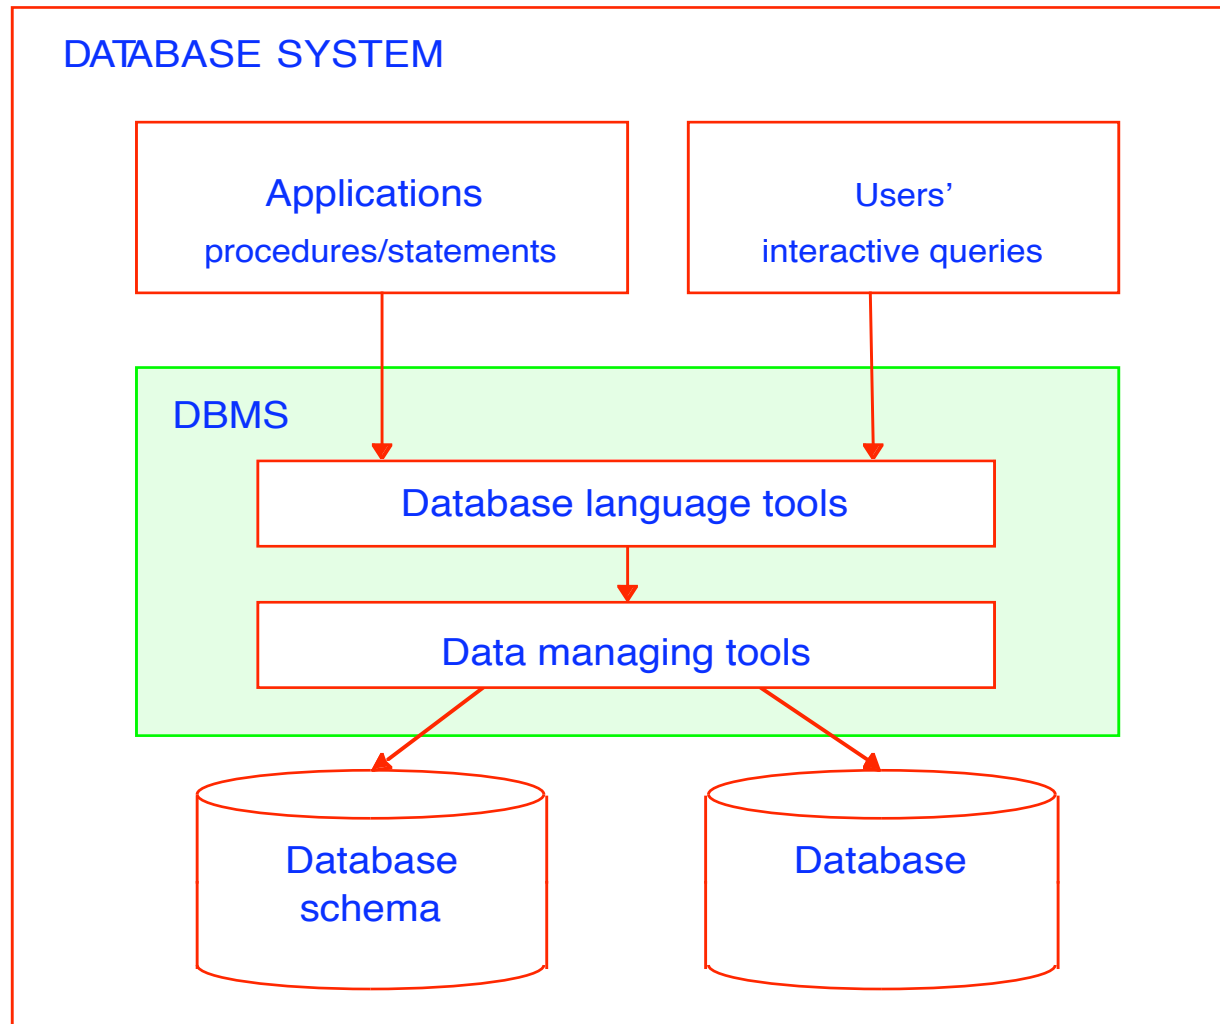 DATABASE SYSTEM
Applications
procedures/statements
Users’
interactive queries
DBMS
Database language tools
Data managing tools
Database
schema
Database